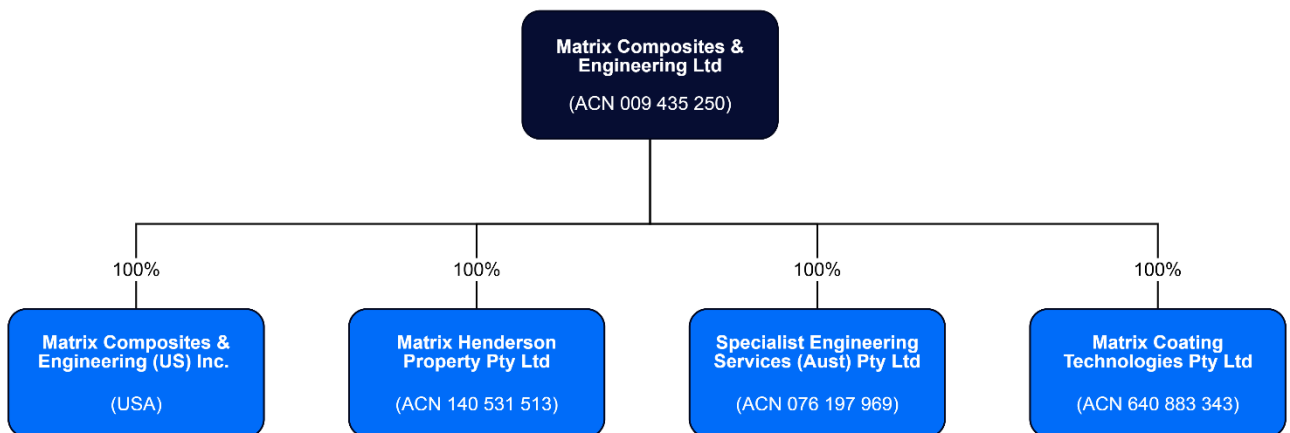 Matrix Composites &
Engineering Ltd
(ACN 009 435 250)
100%
100%
100%
100%
Matrix Composites &
Engineering (US) Inc.
(USA)
Matrix Henderson
Property Pty Ltd
(ACN 140 531 513)
Specialist Engineering
Services (Aust) Pty Ltd
(ACN 076 197 969)
Matrix Coating
Technologies Pty Ltd
(ACN 640 883 343)